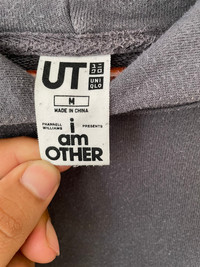 UT
ユニ
クロ
UNI
QLO
M
MADE IN CHINA
PHARRELL
WILLIAMS PRESENTS
i
am
OTHER